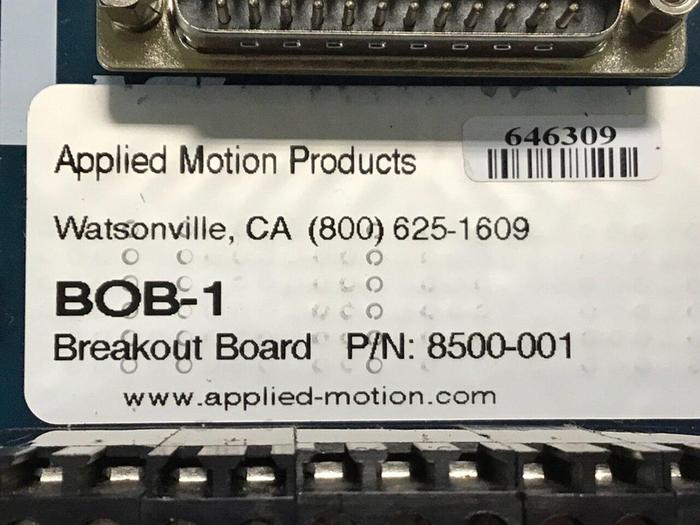 646309
Applied Motion Products
Watsonville, CA (800) 625-1609
BOB-1
Breakout Board P/N: 8500-001
www.applied-motion.com